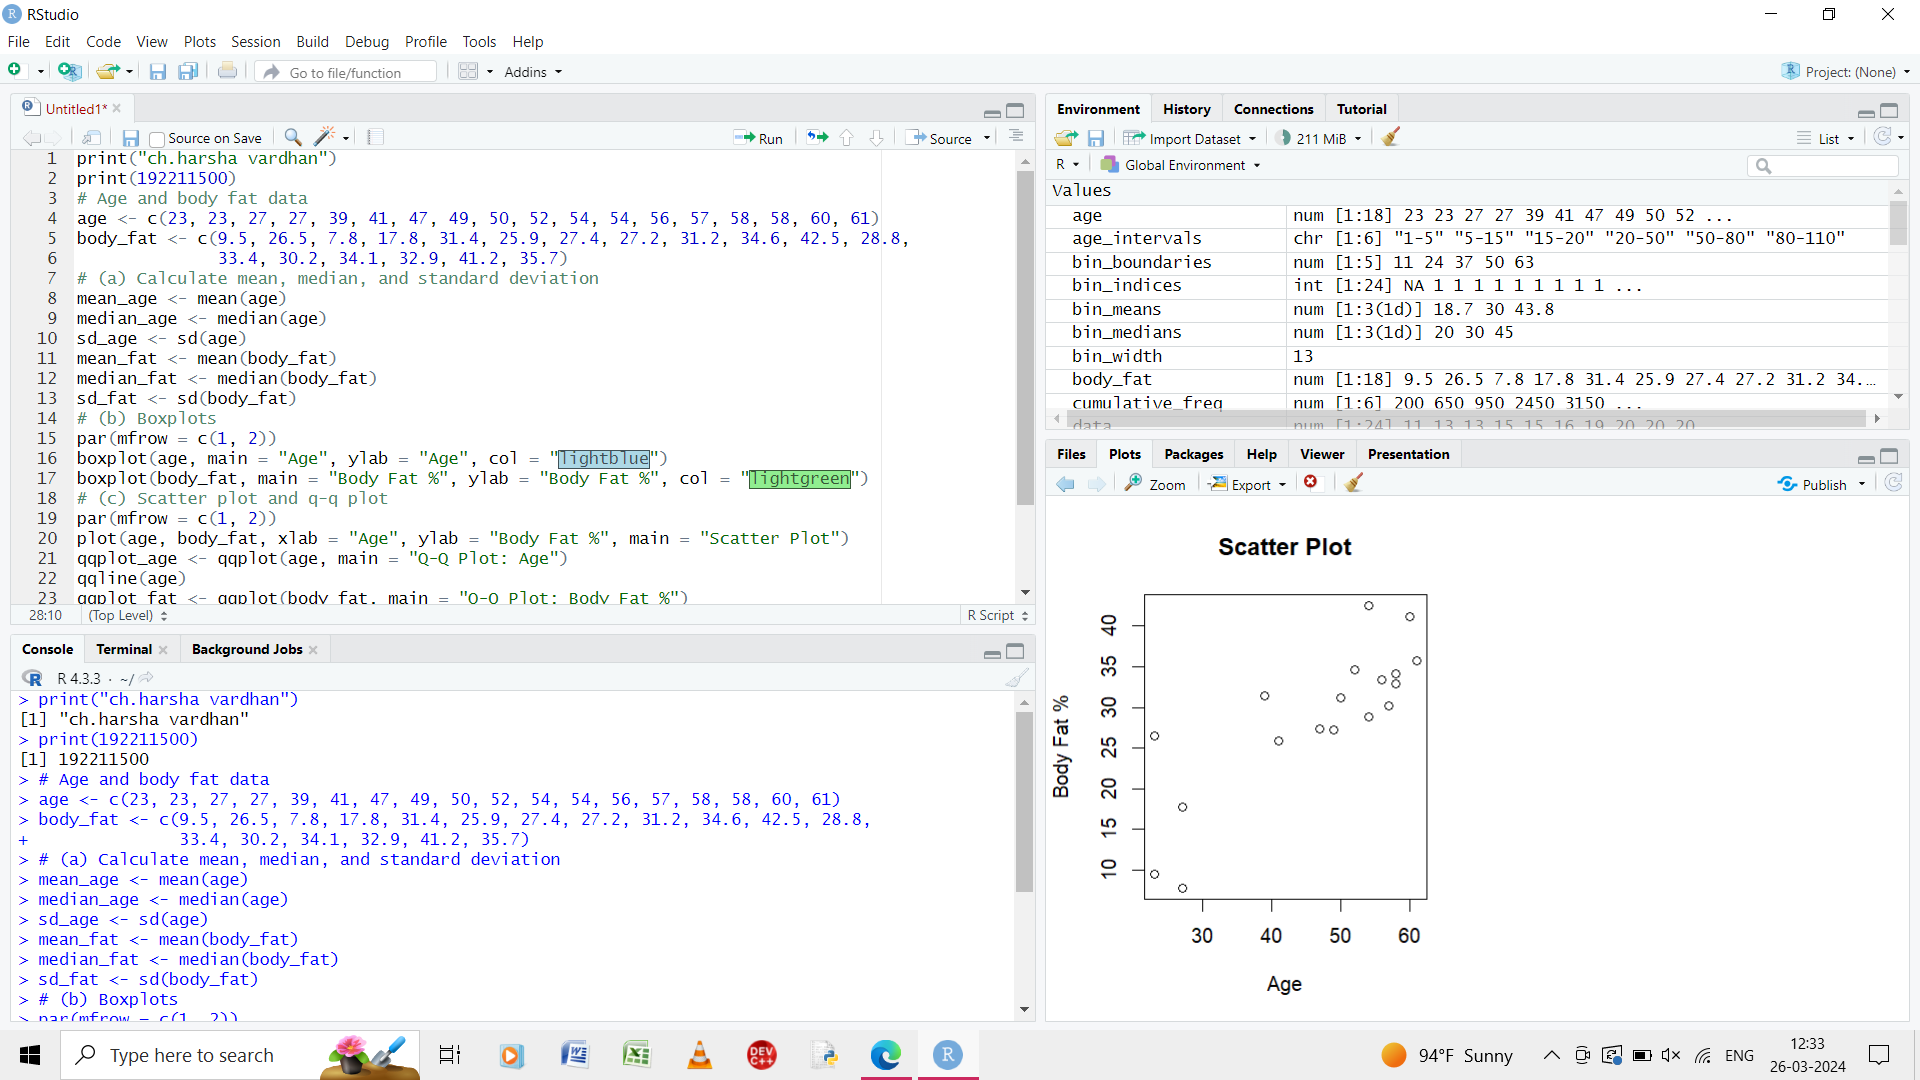 RStudio
File Edit Code View Plots Session Build Debug Profile Tools Help
Go to file/function Addins Project: (None)
Untitled1*
Source on Save Run Source
1 print("ch.harsha vardhan")
2 print(192211500)
3 # Age and body fat data
4 age <- c(23, 23, 27, 27, 39, 41, 47, 49, 50, 52, 54, 54, 56, 57, 58, 58, 60, 61)
5 body_fat <- c(9.5, 26.5, 7.8, 17.8, 31.4, 25.9, 27.4, 27.2, 31.2, 34.6, 42.5, 28.8,
6 33.4, 30.2, 34.1, 32.9, 41.2, 35.7)
7 # (a) Calculate mean, median, and standard deviation
8 mean_age <- mean(age)
9 median_age <- median(age)
10 sd_age <- sd(age)
11 mean_fat <- mean(body_fat)
12 median_fat <- median(body_fat)
13 sd_fat <- sd(body_fat)
14 # (b) Boxplots
15 par(mfrow = c(1, 2))
16 boxplot(age, main = "Age", ylab = "Age", col = "lightblue")
17 boxplot(body_fat, main = "Body Fat %", ylab = "Body Fat %", col = "lightgreen")
18 # (c) Scatter plot and q-q plot
19 par(mfrow = c(1, 2))
20 plot(age, body_fat, xlab = "Age", ylab = "Body Fat %", main = "Scatter Plot")
21 qqplot_age <- qqplot(age, main = "Q-Q Plot: Age")
22 qqline(age)
23 qqplot_fat <- qqplot(body_fat, main = "Q-Q Plot: Body Fat %")
28:10 (Top Level) R Script
Console Terminal Background Jobs
R 4.3.3 · ~/
> print("ch.harsha vardhan")
[1] "ch.harsha vardhan"
> print(192211500)
[1] 192211500
> # Age and body fat data
> age <- c(23, 23, 27, 27, 39, 41, 47, 49, 50, 52, 54, 54, 56, 57, 58, 58, 60, 61)
> body_fat <- c(9.5, 26.5, 7.8, 17.8, 31.4, 25.9, 27.4, 27.2, 31.2, 34.6, 42.5, 28.8,
+ 33.4, 30.2, 34.1, 32.9, 41.2, 35.7)
> # (a) Calculate mean, median, and standard deviation
> mean_age <- mean(age)
> median_age <- median(age)
> sd_age <- sd(age)
> mean_fat <- mean(body_fat)
> median_fat <- median(body_fat)
> sd_fat <- sd(body_fat)
> # (b) Boxplots
> par(mfrow = c(1, 2))
Environment History Connections Tutorial
Import Dataset 211 MiB List
R Global Environment
Values
age num [1:18] 23 23 27 27 39 41 47 49 50 52 ...
age_intervals chr [1:6] "1-5" "5-15" "15-20" "20-50" "50-80" "80-110"
bin_boundaries num [1:5] 11 24 37 50 63
bin_indices int [1:24] NA 1 1 1 1 1 1 1 1 1 ...
bin_means num [1:3(1d)] 18.7 30 43.8
bin_medians num [1:3(1d)] 20 30 45
bin_width 13
body_fat num [1:18] 9.5 26.5 7.8 17.8 31.4 25.9 27.4 27.2 31.2 34.…
cumulative_freq num [1:6] 200 650 950 2450 3150 ...
data num [1:24] 11 13 13 15 15 16 19 20 20 20
Files Plots Packages Help Viewer Presentation
Zoom Export Publish
Scatter Plot
Body Fat %
40
35
30
25
20
15
10
30 40 50 60
Age
Type here to search
DEV C++
R
94°F Sunny
ENG
12:33
26-03-2024